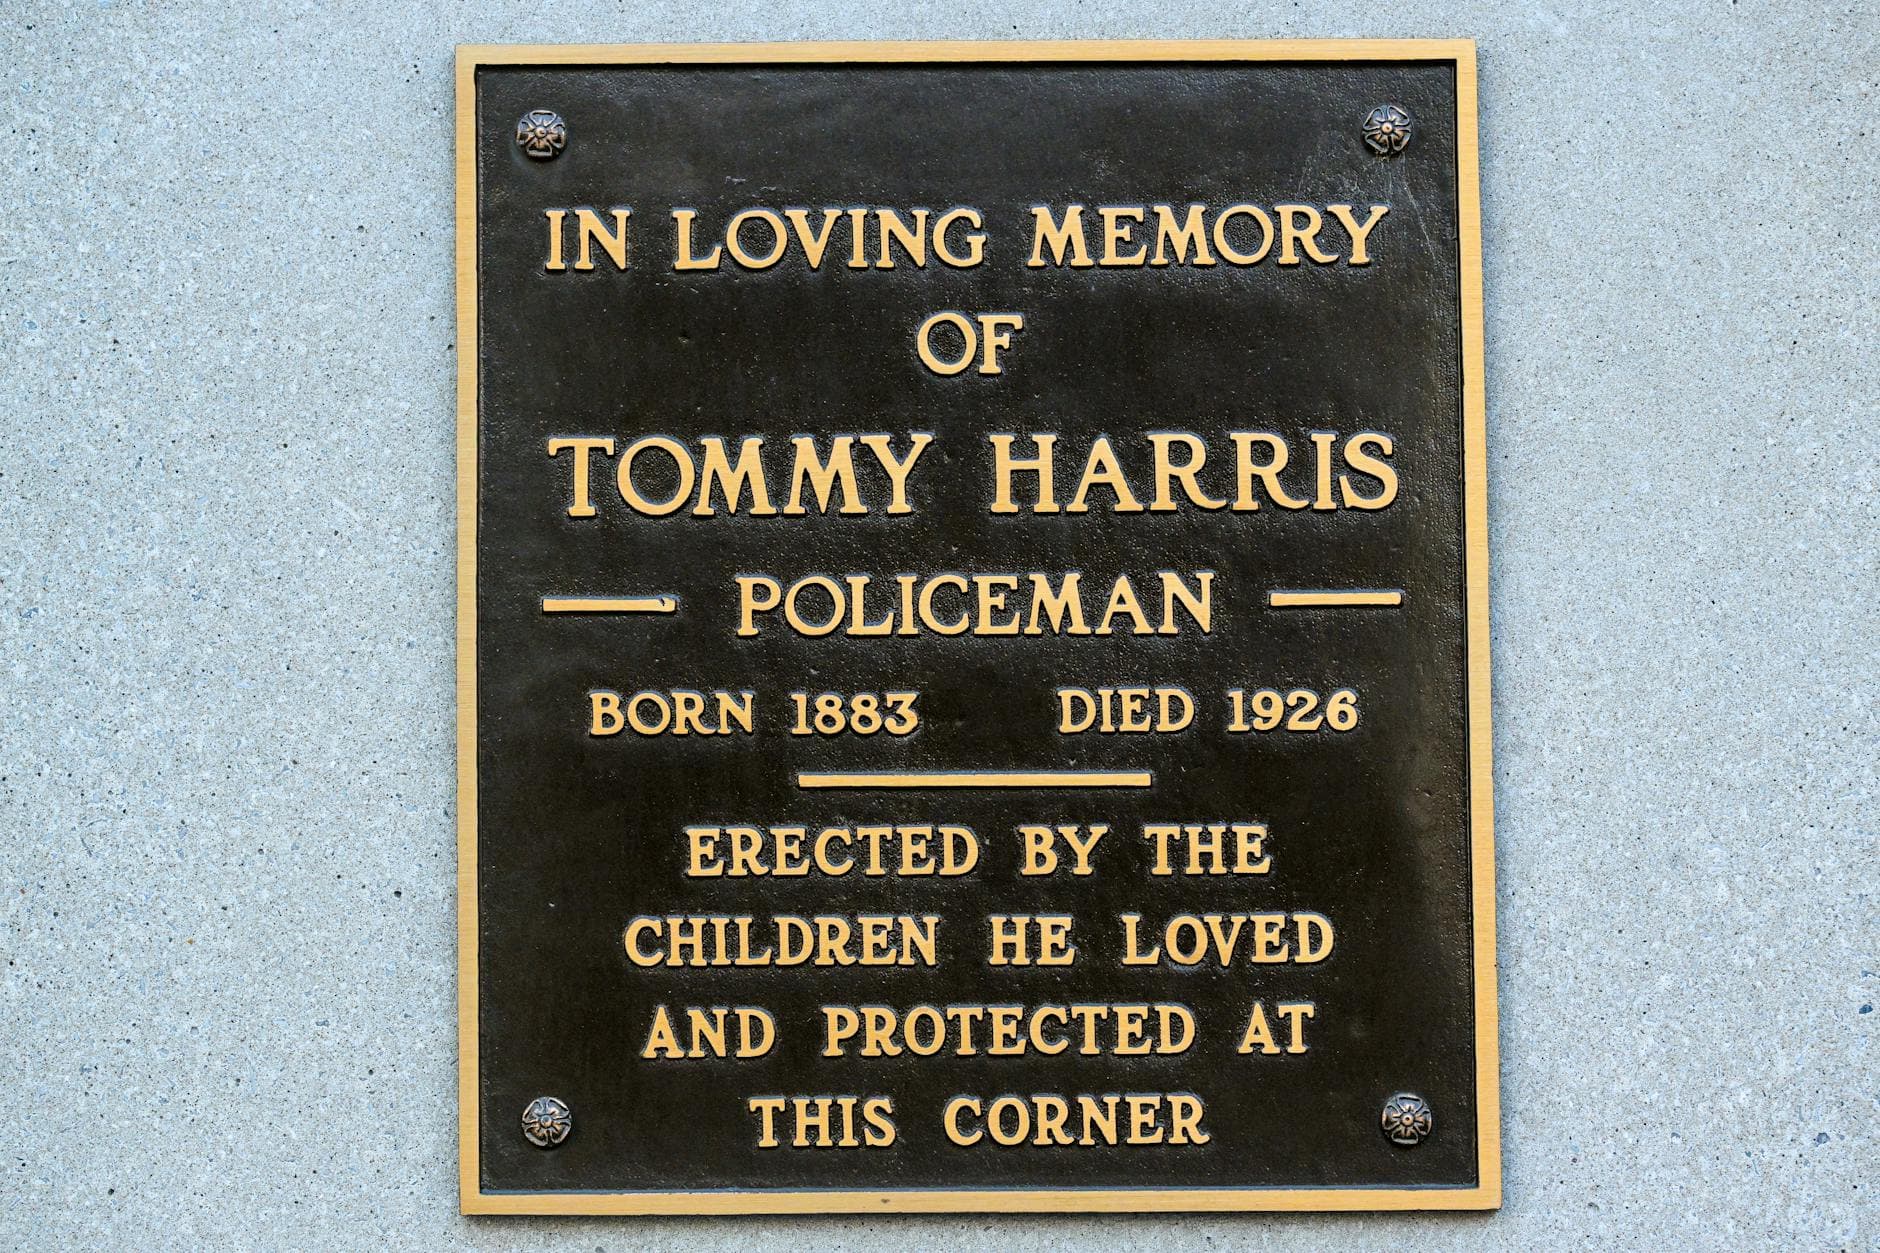 IN LOVING MEMORY
OF
TOMMY HARRIS
POLICEMAN
BORN 1883 DIED 1926
ERECTED BY THE
CHILDREN HE LOVED
AND PROTECTED AT
THIS CORNER